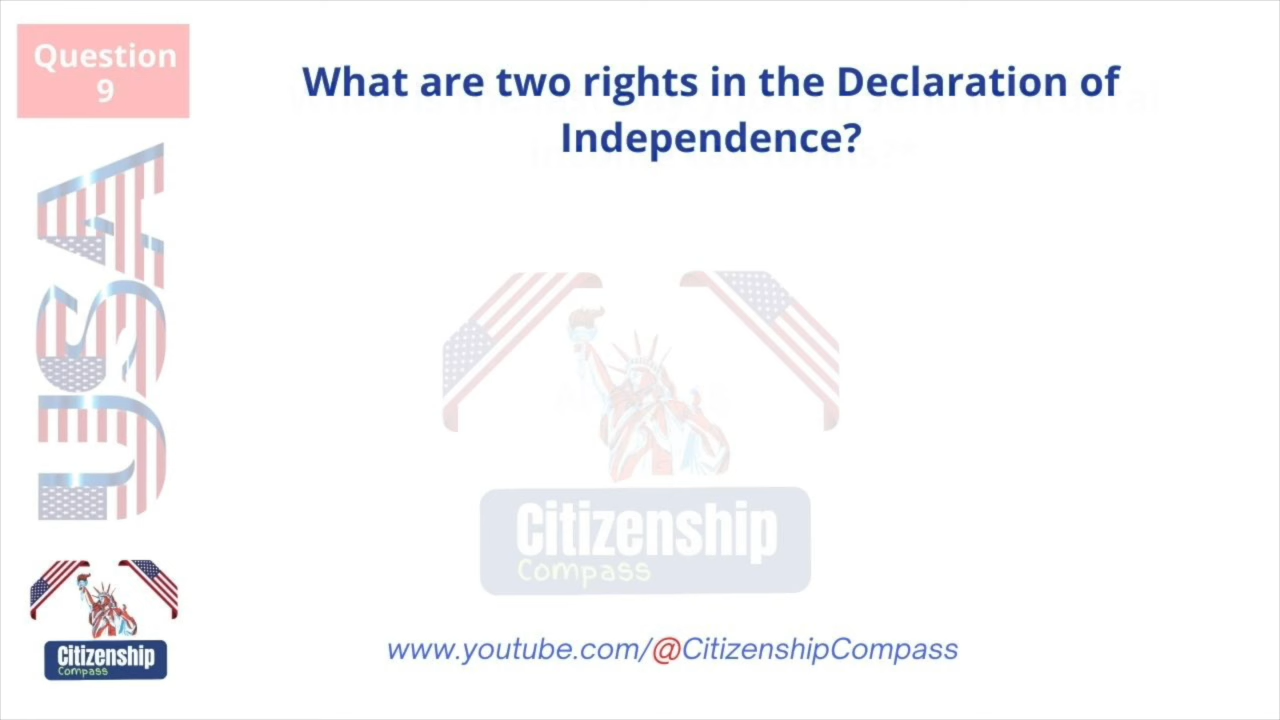 Question
9
What are two rights in the Declaration of
Independence?
USA
Citizenship
Compass
Citizenship
Compass
www.youtube.com/@CitizenshipCompass